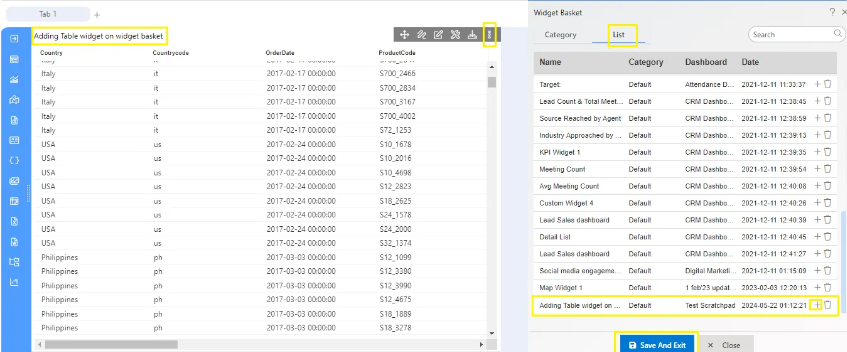 Tab 1 +
Adding Table widget on widget basket
Country Countrycode OrderDate ProductCode
Italy it 2017-02-17 00:00:00
Italy it 2017-02-17 00:00:00 S700_2466
Italy it 2017-02-17 00:00:00 S700_2834
Italy it 2017-02-17 00:00:00 S700_3167
Italy it 2017-02-17 00:00:00 S700_4002
Italy it 2017-02-17 00:00:00 S72_1253
USA us 2017-02-24 00:00:00 S10_1678
USA us 2017-02-24 00:00:00 S10_2016
USA us 2017-02-24 00:00:00 S10_4698
USA us 2017-02-24 00:00:00 S12_2823
USA us 2017-02-24 00:00:00 S18_2625
USA us 2017-02-24 00:00:00 S24_1578
USA us 2017-02-24 00:00:00 S24_2000
USA us 2017-02-24 00:00:00 S32_1374
Philippines ph 2017-03-03 00:00:00 S12_1099
Philippines ph 2017-03-03 00:00:00 S12_3380
Philippines ph 2017-03-03 00:00:00 S12_3990
Philippines ph 2017-03-03 00:00:00 S12_4675
Philippines ph 2017-03-03 00:00:00 S18_1889
Philippines ph 2017-03-03 00:00:00 S18_3278
Widget Basket ? ×
Category List Search
Name Category Dashboard Date
Target: Default Attendance D... 2021-12-11 11:33:37
Lead Count & Total Meet... Default CRM Dashbo... 2021-12-11 12:38:45
Source Reached by Agent Default CRM Dashbo... 2021-12-11 12:38:59
Industry Approached by ... Default CRM Dashbo... 2021-12-11 12:39:13
KPI Widget 1 Default CRM Dashbo... 2021-12-11 12:39:35
Meeting Count Default CRM Dashbo... 2021-12-11 12:39:54
Avg Meeting Count Default CRM Dashbo... 2021-12-11 12:40:08
Custom Widget 4 Default CRM Dashbo... 2021-12-11 12:40:26
Lead Sales dashboard Default CRM Dashbo... 2021-12-11 12:40:39
Detail List Default CRM Dashbo... 2021-12-11 12:40:45
Lead Sales dashboard Default CRM Dashbo... 2021-12-11 12:41:27
Social media engageme... Default Digital Marketi... 2021-12-11 01:15:09
Map Widget 1 Default 1 feb'23 updat... 2023-02-03 12:20:13
Adding Table widget on ... Default Test Scratchpad 2024-05-22 01:12:21
Save And Exit × Close